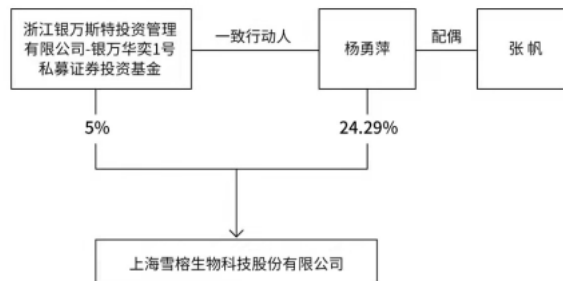 浙江银万斯特投资管理
有限公司-银万华奕1号
私募证券投资基金
一致行动人
杨勇萍
配偶
张 帆
5%
24.29%
上海雪榕生物科技股份有限公司